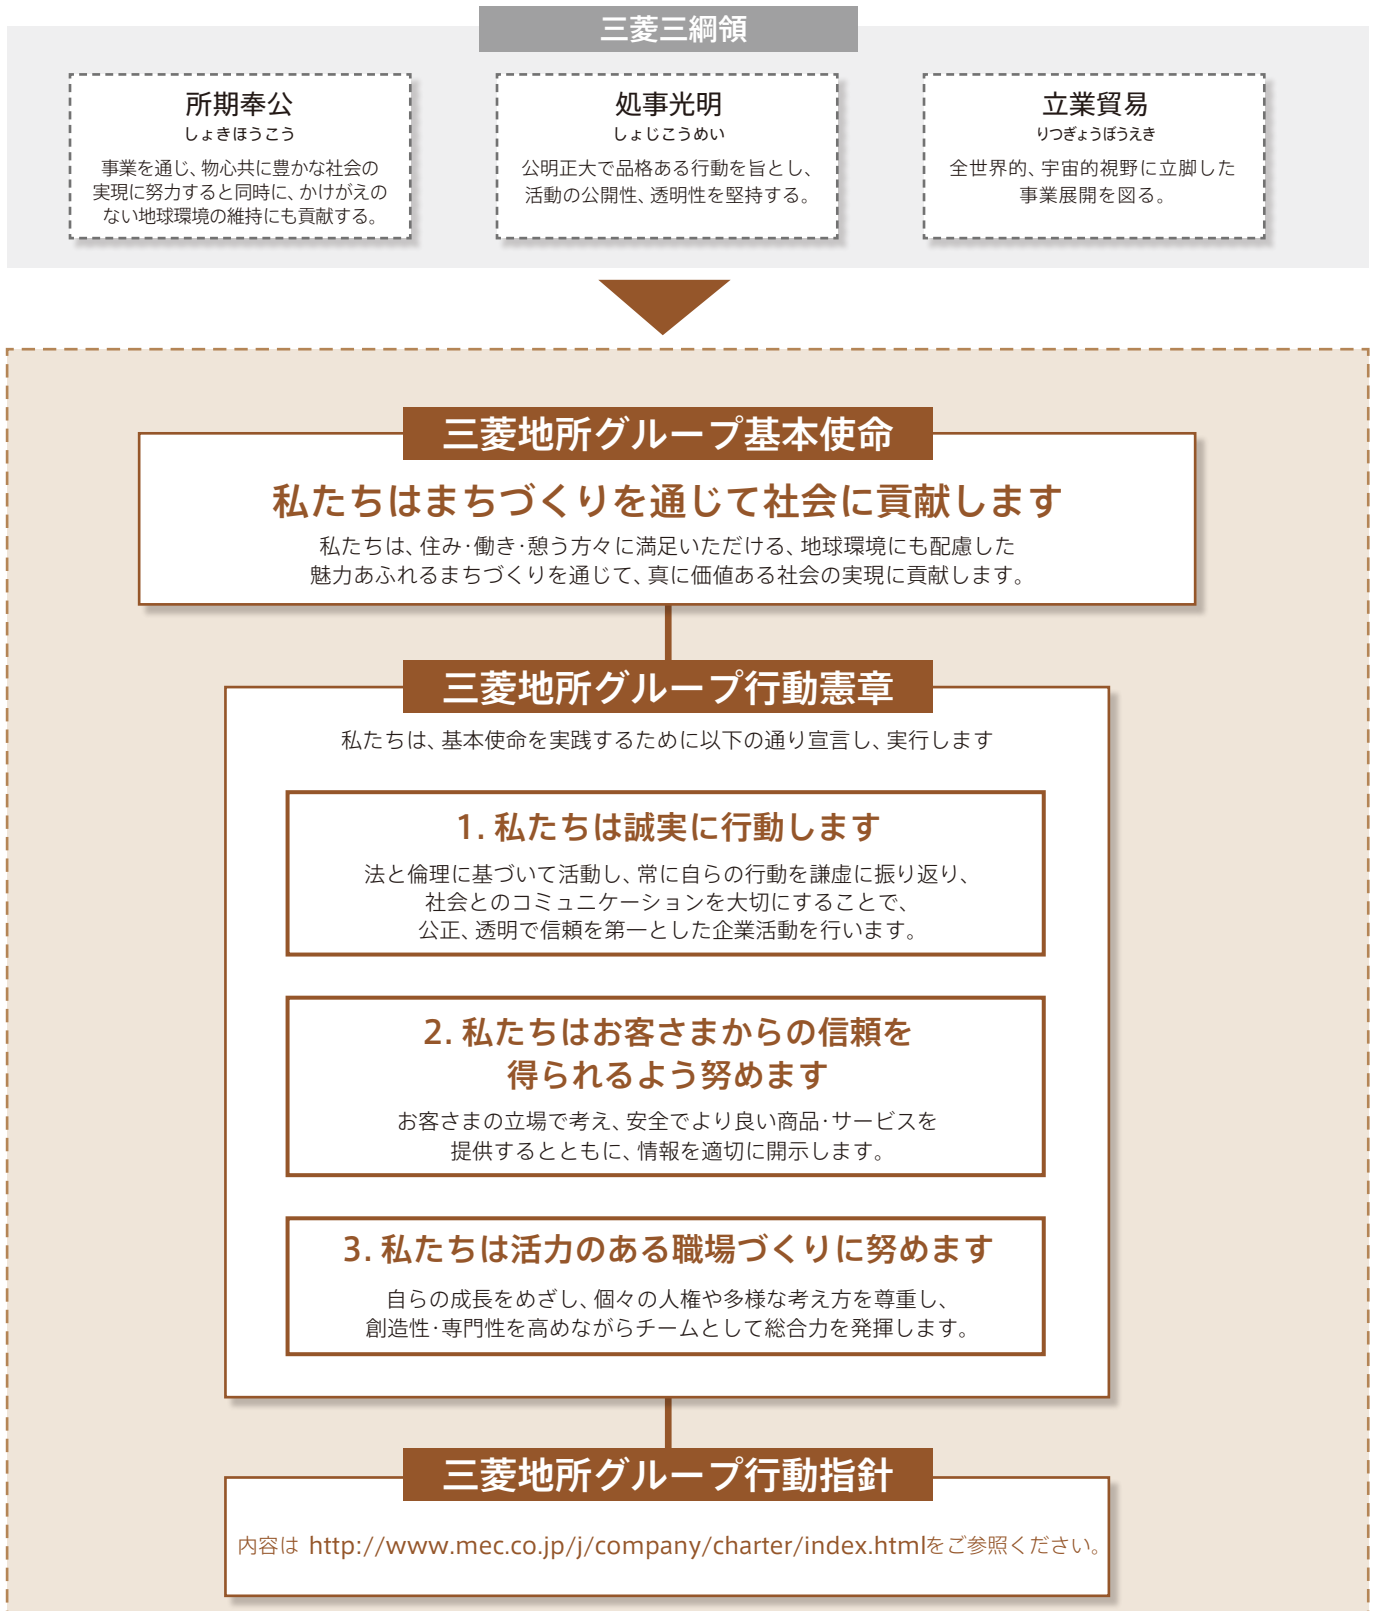 三菱三綱領
所期奉公
しょきほうこう
事業を通じ、物心共に豊かな社会の
実現に努力すると同時に、かけがえの
ない地球環境の維持にも貢献する。
処事光明
しょじこうめい
公明正大で品格ある行動を旨とし、
活動の公開性、透明性を堅持する。
立業貿易
りつぎょうぼうえき
全世界的、宇宙的視野に立脚した
事業展開を図る。
三菱地所グループ基本使命
私たちはまちづくりを通じて社会に貢献します
私たちは、住み・働き・憩う方々に満足いただける、地球環境にも配慮した
魅力あふれるまちづくりを通じて、真に価値ある社会の実現に貢献します。
三菱地所グループ行動憲章
私たちは、基本使命を実践するために以下の通り宣言し、実行します
1. 私たちは誠実に行動します
法と倫理に基づいて活動し、常に自らの行動を謙虚に振り返り、
社会とのコミュニケーションを大切にすることで、
公正、透明で信頼を第一とした企業活動を行います。
2. 私たちはお客さまからの信頼を
得られるよう努めます
お客さまの立場で考え、安全でより良い商品・サービスを
提供するとともに、情報を適切に開示します。
3. 私たちは活力のある職場づくりに努めます
自らの成長をめざし、個々の人権や多様な考え方を尊重し、
創造性・専門性を高めながらチームとして総合力を発揮します。
三菱地所グループ行動指針
内容は http://www.mec.co.jp/j/company/charter/index.htmlをご参照ください。